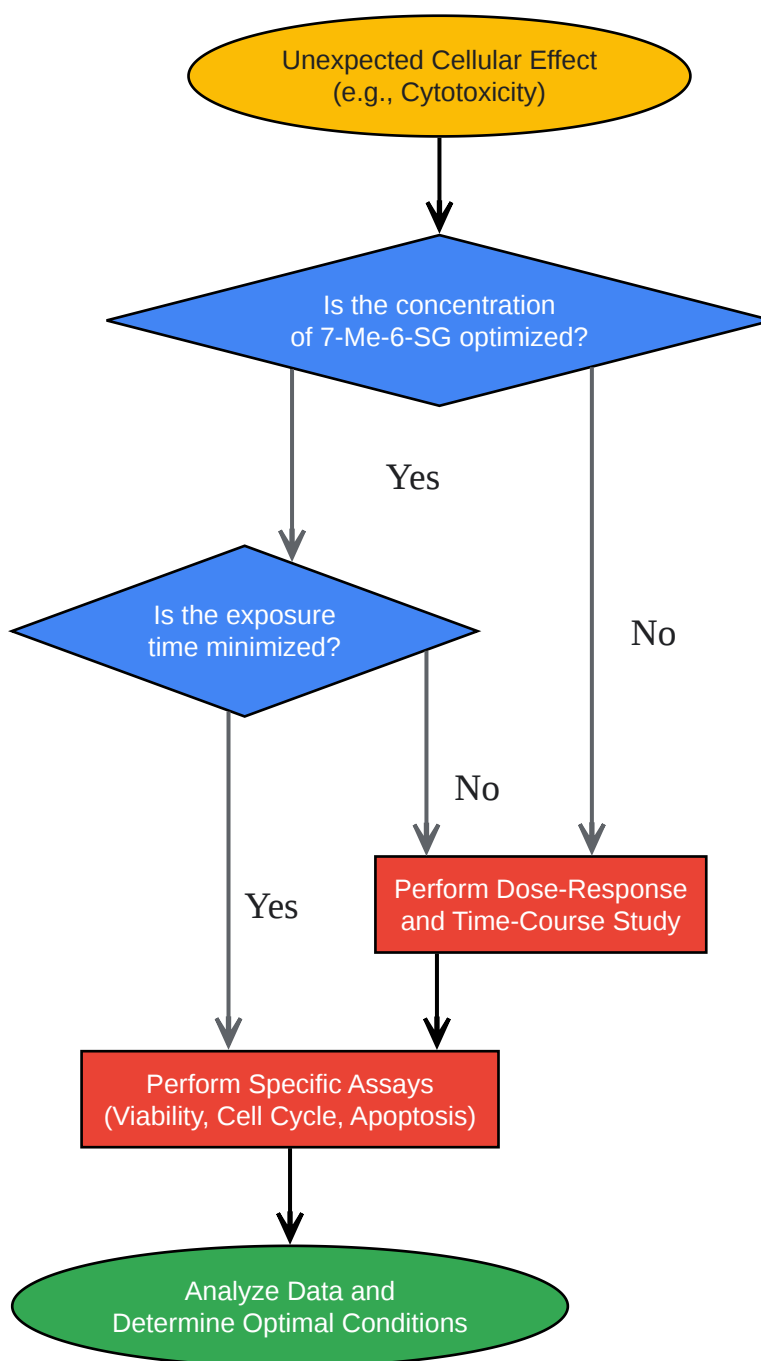 Unexpected Cellular Effect
(e.g., Cytotoxicity)
Is the concentration
of 7-Me-6-SG optimized?
Yes
Is the exposure
time minimized?
No
No
Perform Dose-Response
and Time-Course Study
Yes
Perform Specific Assays
(Viability, Cell Cycle, Apoptosis)
Analyze Data and
Determine Optimal Conditions